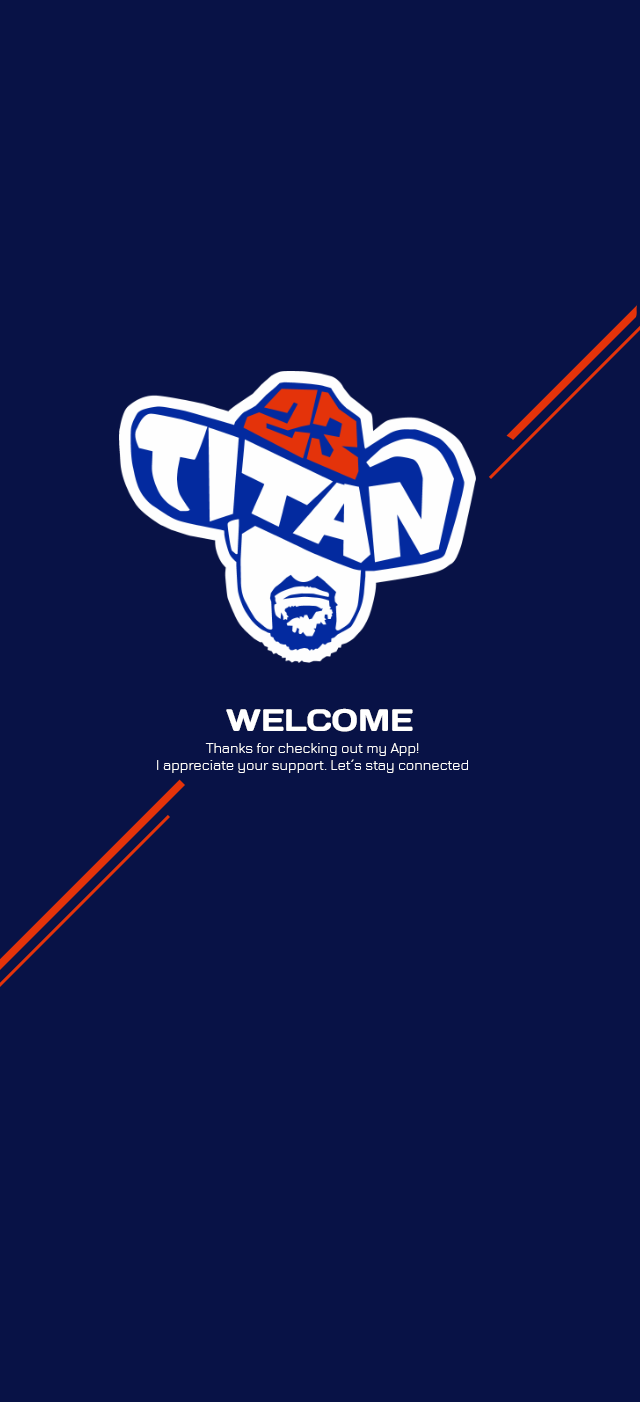 23
TITAN
WELCOME
Thanks for checking out my App!
I appreciate your support. Let´s stay connected